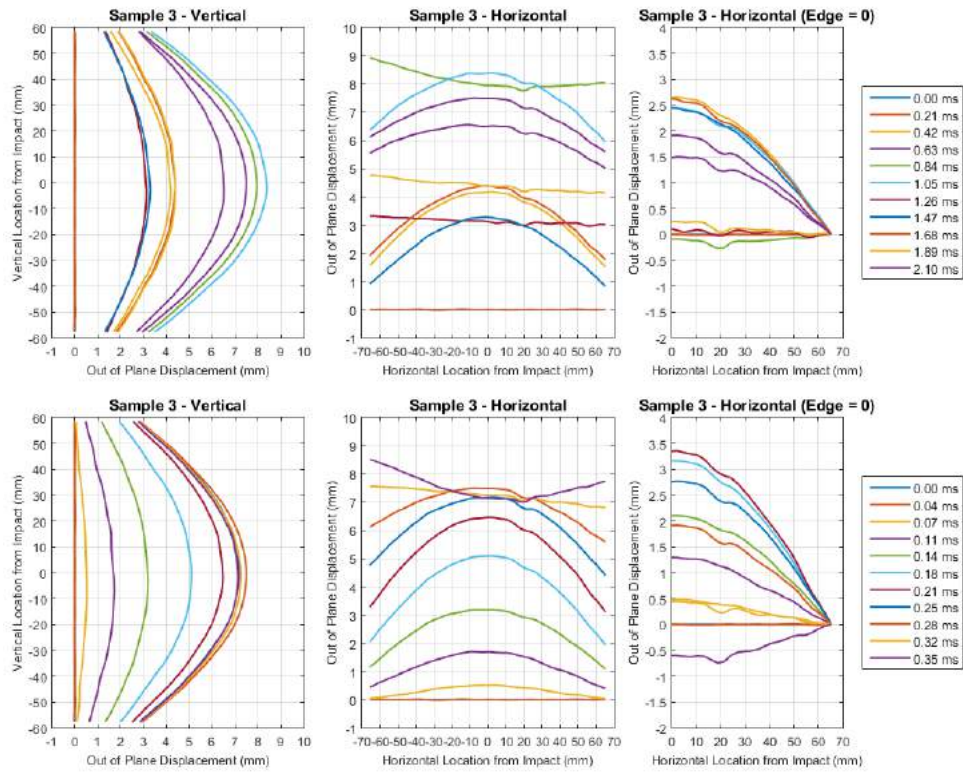 Sample 3 - Vertical
60
50
40
30
20
10
0
-10
-20
-30
-40
-50
-60
-1 0 1 2 3 4 5 6 7 8 9 10
Vertical Location from Impact (mm)
Out of Plane Displacement (mm)
Sample 3 - Horizontal
10
9
8
7
6
5
4
3
2
1
0
-1
-70-60-50-40-30-20-10 0 10 20 30 40 50 60 70
Out of Plane Displacement (mm)
Horizontal Location from Impact (mm)
Sample 3 - Horizontal (Edge = 0)
4
3.5
3
2.5
2
1.5
1
0.5
0
-0.5
-1
-1.5
-2
0 10 20 30 40 50 60 70
Out of Plane Displacement (mm)
Horizontal Location from Impact (mm)
0.00 ms
0.21 ms
0.42 ms
0.63 ms
0.84 ms
1.05 ms
1.26 ms
1.47 ms
1.68 ms
1.89 ms
2.10 ms
Sample 3 - Vertical
60
50
40
30
20
10
0
-10
-20
-30
-40
-50
-60
-1 0 1 2 3 4 5 6 7 8 9 10
Vertical Location from Impact (mm)
Out of Plane Displacement (mm)
Sample 3 - Horizontal
10
9
8
7
6
5
4
3
2
1
0
-1
-70-60-50-40-30-20-10 0 10 20 30 40 50 60 70
Out of Plane Displacement (mm)
Horizontal Location from Impact (mm)
Sample 3 - Horizontal (Edge = 0)
4
3.5
3
2.5
2
1.5
1
0.5
0
-0.5
-1
-1.5
-2
0 10 20 30 40 50 60 70
Out of Plane Displacement (mm)
Horizontal Location from Impact (mm)
0.00 ms
0.04 ms
0.07 ms
0.11 ms
0.14 ms
0.18 ms
0.21 ms
0.25 ms
0.28 ms
0.32 ms
0.35 ms